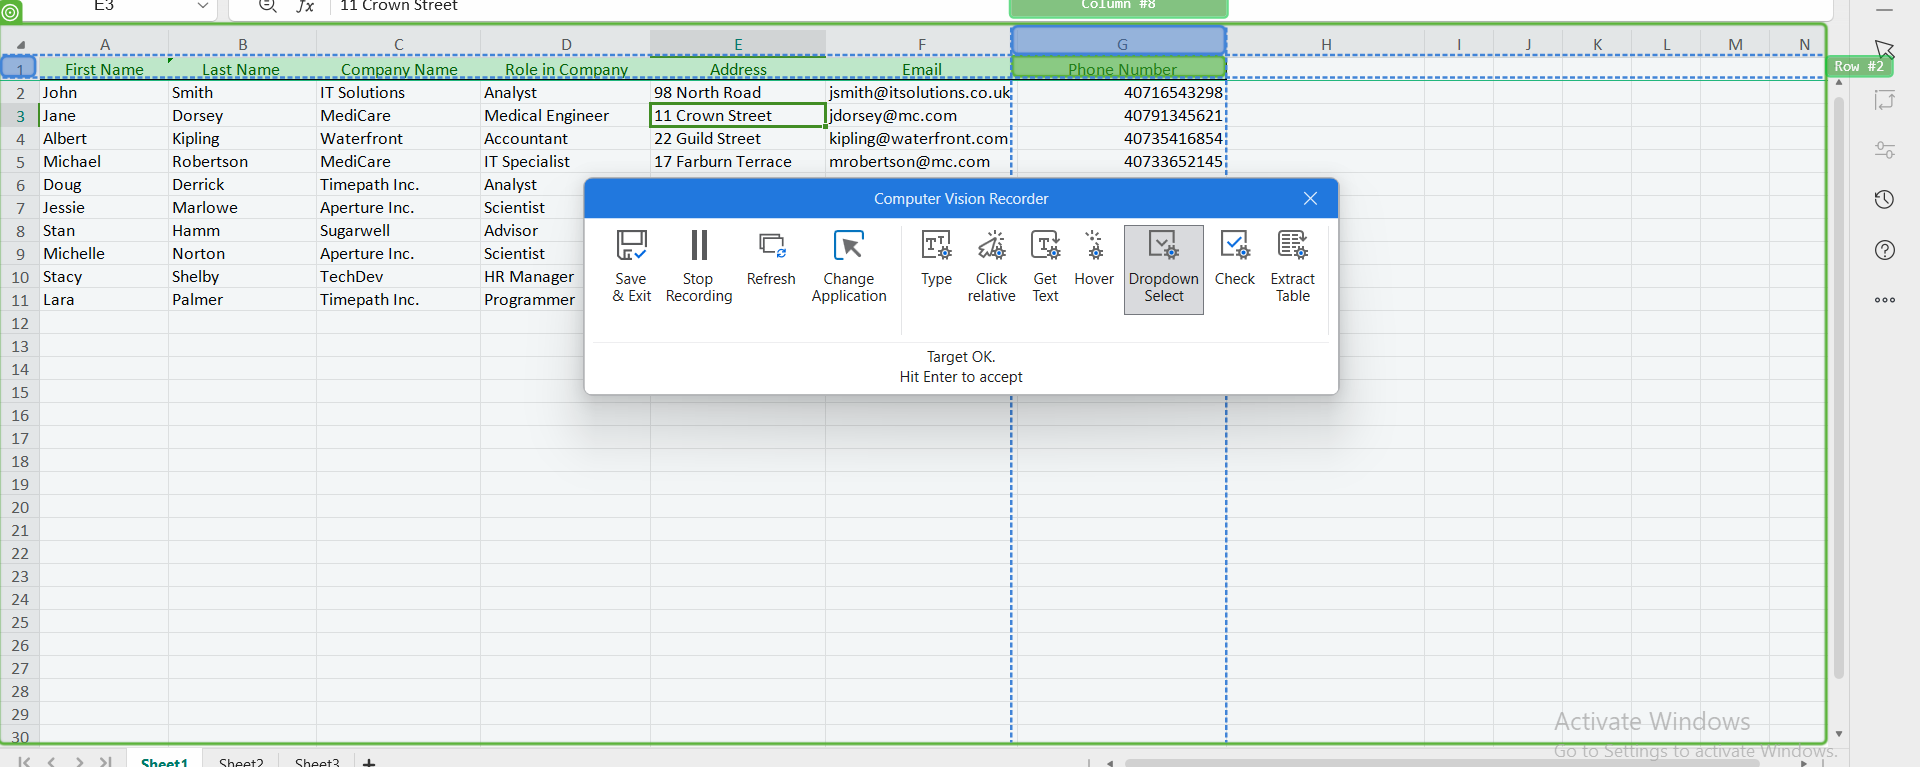 E3 fx 11 Crown Street Column #8
A B C D E F G H I J K L M N
1 First Name Last Name Company Name Role in Company Address Email Phone Number Row #2
2 John Smith IT Solutions Analyst 98 North Road jsmith@itsolutions.co.uk 40716543298
3 Jane Dorsey MediCare Medical Engineer 11 Crown Street jdorsey@mc.com 40791345621
4 Albert Kipling Waterfront Accountant 22 Guild Street kipling@waterfront.com 40735416854
5 Michael Robertson MediCare IT Specialist 17 Farburn Terrace mrobertson@mc.com 40733652145
6 Doug Derrick Timepath Inc. Analyst
7 Jessie Marlowe Aperture Inc. Scientist
8 Stan Hamm Sugarwell Advisor
9 Michelle Norton Aperture Inc. Scientist
10 Stacy Shelby TechDev HR Manager
11 Lara Palmer Timepath Inc. Programmer
Computer Vision Recorder
Save & Exit
Stop Recording
Refresh
Change Application
Type
Click relative
Get Text
Hover
Dropdown Select
Check
Extract Table
Target OK.
Hit Enter to accept
12
13
14
15
16
17
18
19
20
21
22
23
24
25
26
27
28
29
30
Activate Windows
Go to Settings to activate Windows.
Sheet1 Sheet2 Sheet3 +